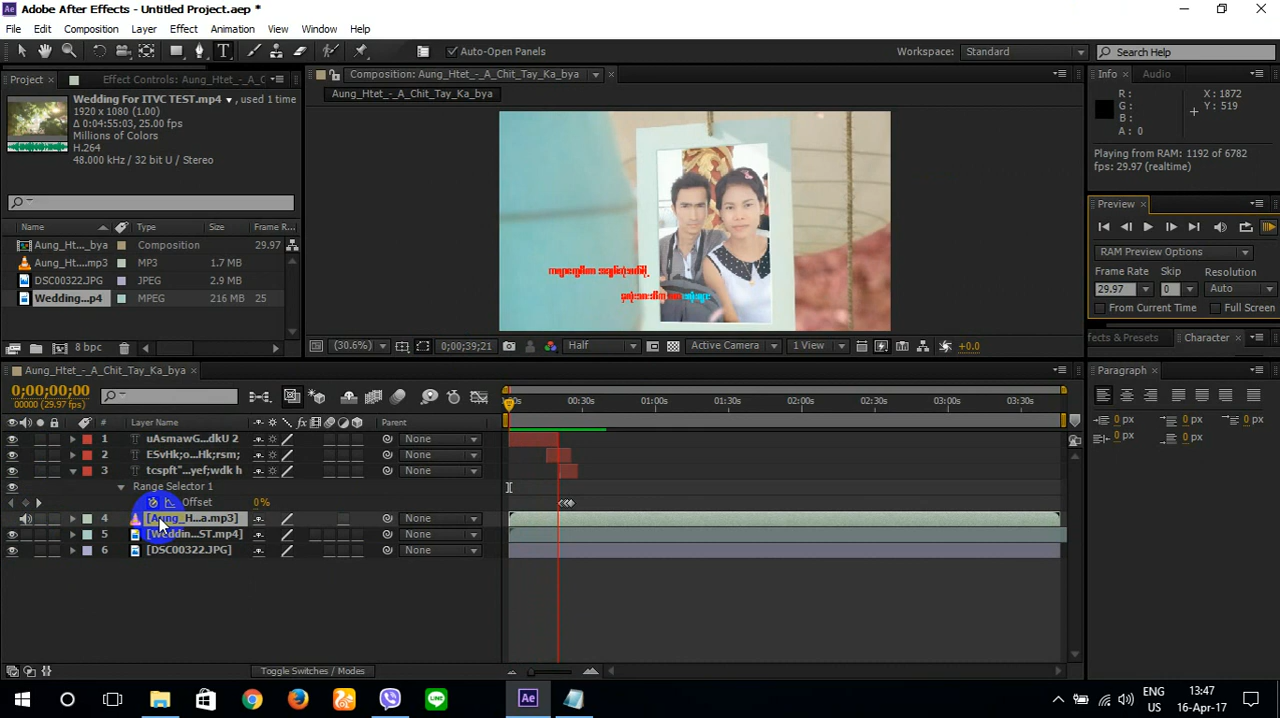 Adobe After Effects - Untitled Project.aep *
File Edit Composition Layer Effect Animation View Window Help
Auto-Open Panels
Workspace: Standard
Search Help
Project
Effect Controls: Aung_Htet_-_A_C
Wedding For ITVC TEST.mp4 , used 1 time
1920 x 1080 (1.00)
Δ 0:04:55:03, 25.00 fps
Millions of Colors
H.264
48.000 kHz / 32 bit U / Stereo
Name Type Size Frame R...
Aung_Ht..._bya Composition 29.97
Aung_Ht....mp3 MP3 1.7 MB
DSC00322.JPG JPEG 2.1 MB
Wedding...p4 MPEG 216 MB 25
8 bpc
Composition: Aung_Htet_-_A_Chit_Tay_Ka_bya
Aung_Htet_-_A_Chit_Tay_Ka_bya
(30.6%) 0;00;39;21 Half Active Camera 1 View +0.0
Info Audio
R : X : 1872
G : Y : 519
B :
A : 0
Playing from RAM: 1192 of 6782
fps: 29.97 (realtime)
Preview
RAM Preview Options
Frame Rate Skip Resolution
29.97 0 Auto
From Current Time Full Screen
Effects & Presets Character
Paragraph
0 px 0 px 0 px
0 px 0 px
Aung_Htet_-_A_Chit_Tay_Ka_bya
0;00;00;00
00000 (29.97 fps)
# Layer Name Parent
00:30s 01:00s 01:30s 02:00s 02:30s 03:00s 03:30s
1 T uAsmawG...dkU 2 None
2 T ESvHk;o...Hk;rsm; None
3 T tcspft"...yef;wdk h None
Range Selector 1
Offset 0%
4 [Aung_H...a.mp3] None
5 [Weddin...ST.mp4] None
6 [DSC00322.JPG] None
Toggle Switches / Modes
ENG
US
13:47
16-Apr-17